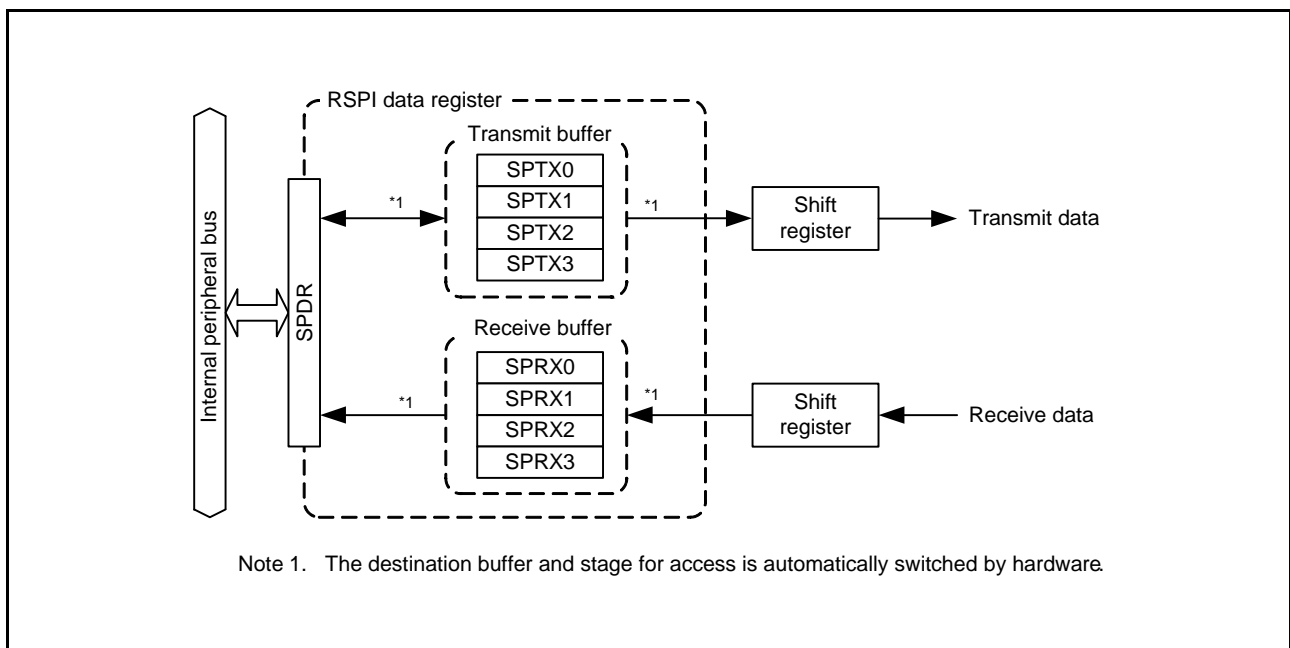 RSPI data register
Transmit buffer
SPTX0
SPTX1
SPTX2
SPTX3
*1
*1
Shift
register
Transmit data
Internal peripheral bus
SPDR
Receive buffer
SPRX0
SPRX1
SPRX2
SPRX3
*1
*1
Shift
register
Receive data
Note 1. The destination buffer and stage for access is automatically switched by hardware.